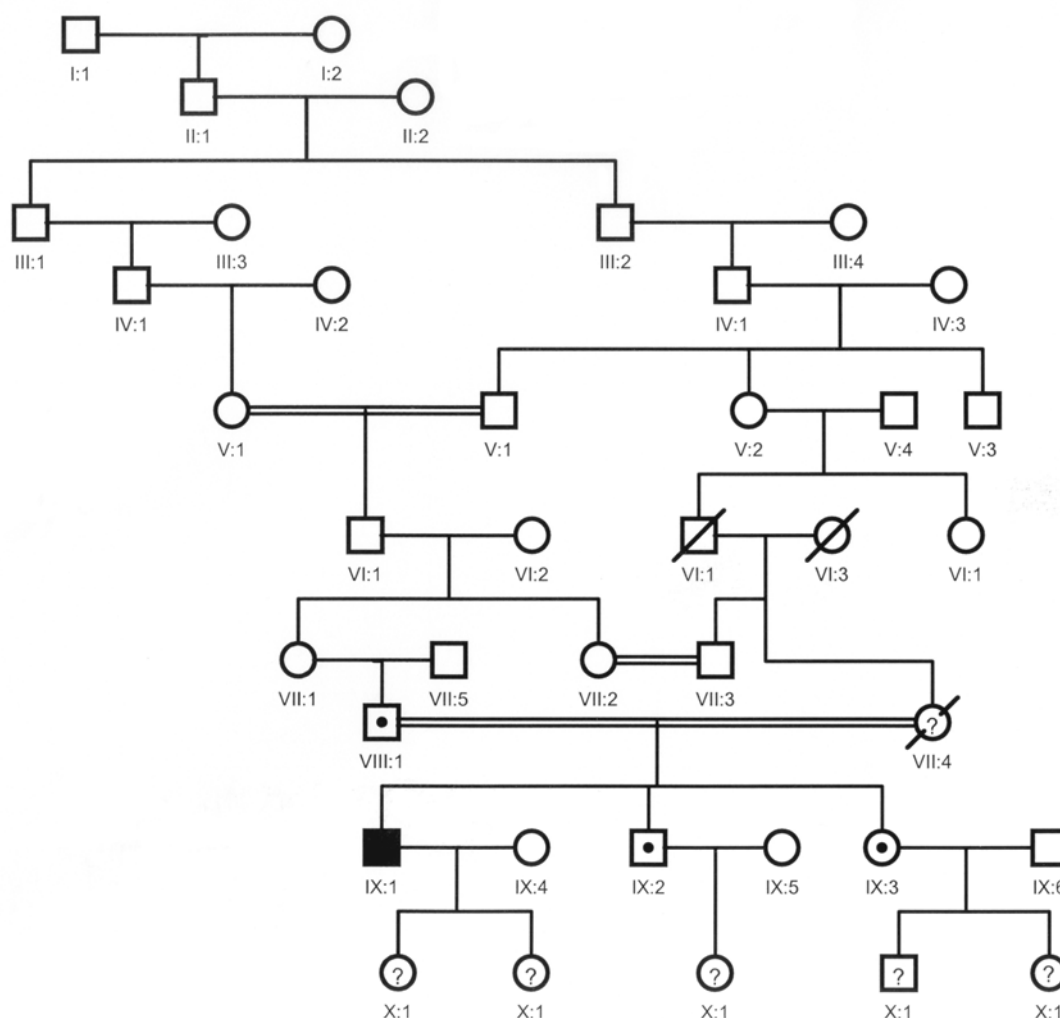 I:1 I:2
II:1 II:2
III:1 III:3 III:2 III:4
IV:1 IV:2 IV:1 IV:3
V:1 V:1 V:2 V:4 V:3
VI:1 VI:2 VI:1 VI:3 VI:1
VII:1 VII:5 VII:2 VII:3
?
VIII:1 VII:4
IX:1 IX:4 IX:2 IX:5 IX:3 IX:6
? ? ? ? ?
X:1 X:1 X:1 X:1 X:1